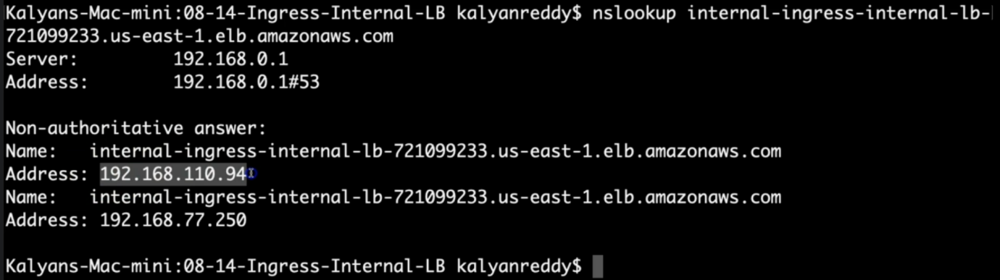 Kalyans-Mac-mini:08-14-Ingress-Internal-LB kalyanreddy$ nslookup internal-ingress-internal-lb-
721099233.us-east-1.elb.amazonaws.com
Server:		192.168.0.1
Address:	192.168.0.1#53

Non-authoritative answer:
Name:	internal-ingress-internal-lb-721099233.us-east-1.elb.amazonaws.com
Address: 192.168.110.94
Name:	internal-ingress-internal-lb-721099233.us-east-1.elb.amazonaws.com
Address: 192.168.77.250

Kalyans-Mac-mini:08-14-Ingress-Internal-LB kalyanreddy$